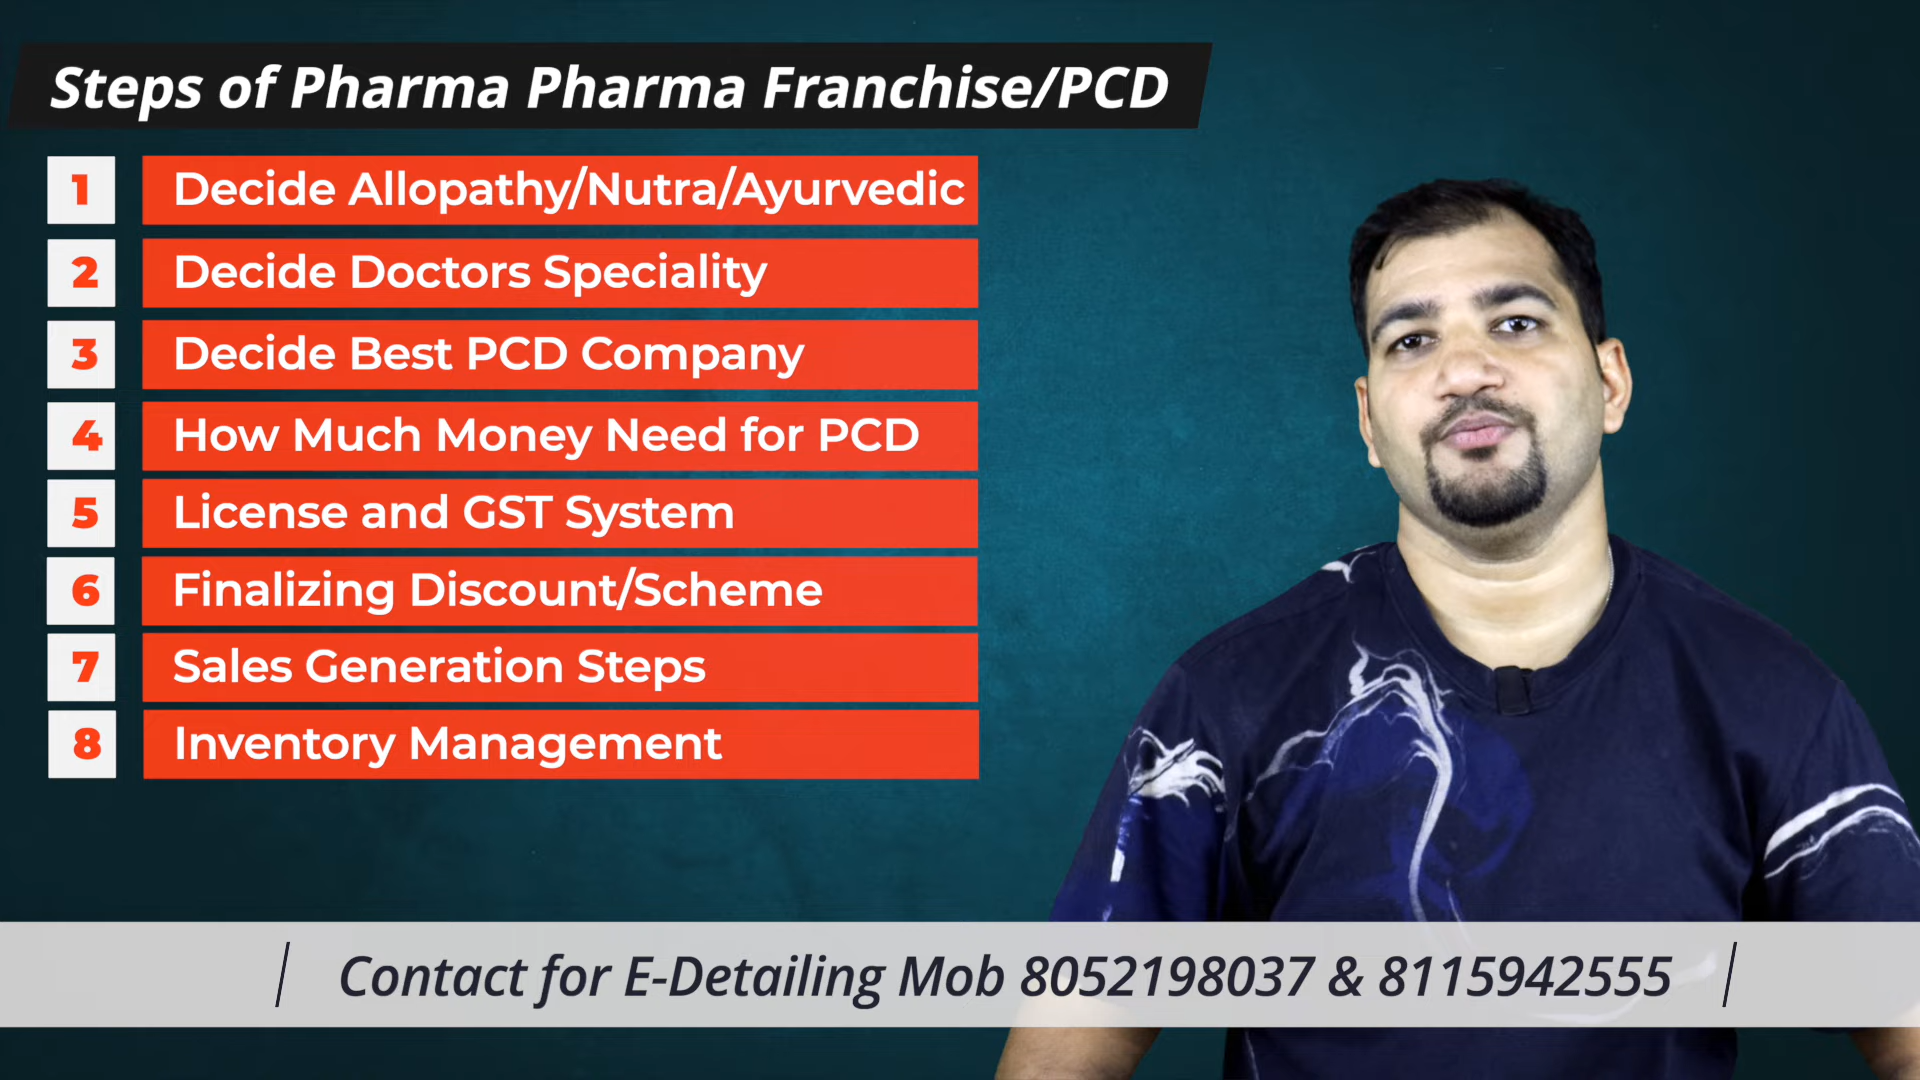 Steps of Pharma Pharma Franchise/PCD
1 Decide Allopathy/Nutra/Ayurvedic
2 Decide Doctors Speciality
3 Decide Best PCD Company
4 How Much Money Need for PCD
5 License and GST System
6 Finalizing Discount/Scheme
7 Sales Generation Steps
8 Inventory Management
Contact for E-Detailing Mob 8052198037 & 8115942555